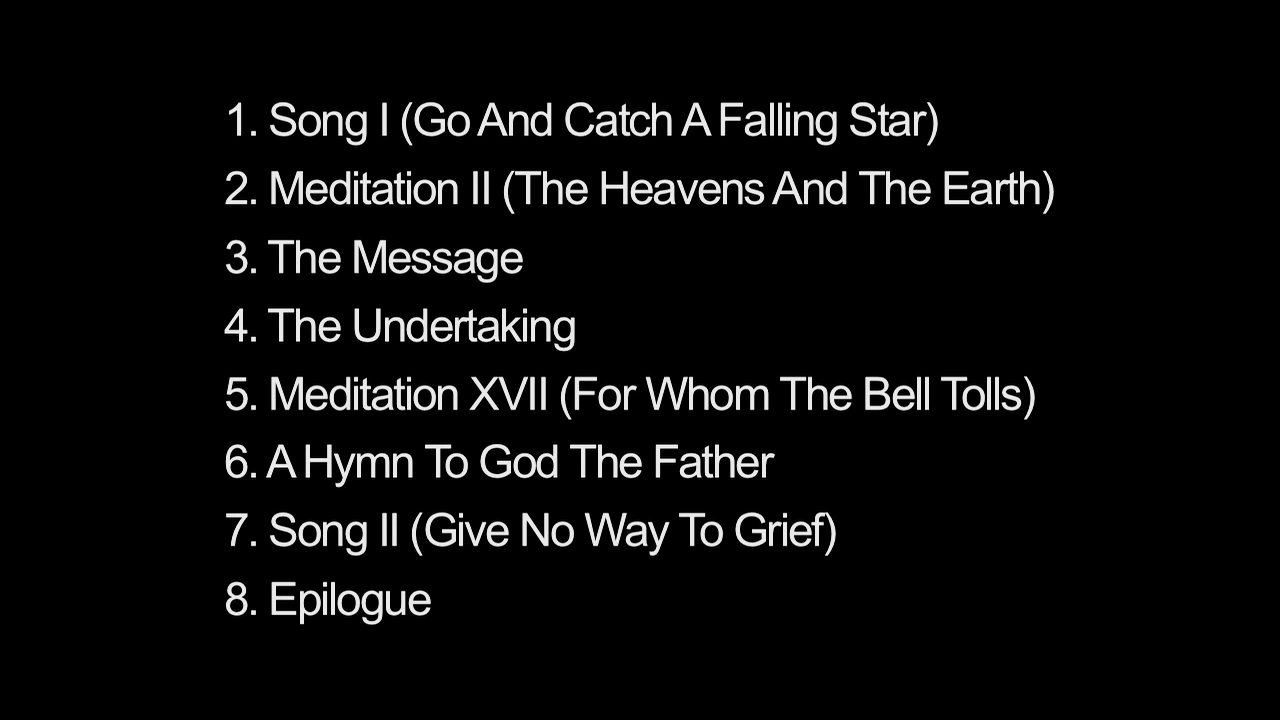 1. Song I (Go And Catch A Falling Star)
2. Meditation II (The Heavens And The Earth)
3. The Message
4. The Undertaking
5. Meditation XVII (For Whom The Bell Tolls)
6. A Hymn To God The Father
7. Song II (Give No Way To Grief)
8. Epilogue